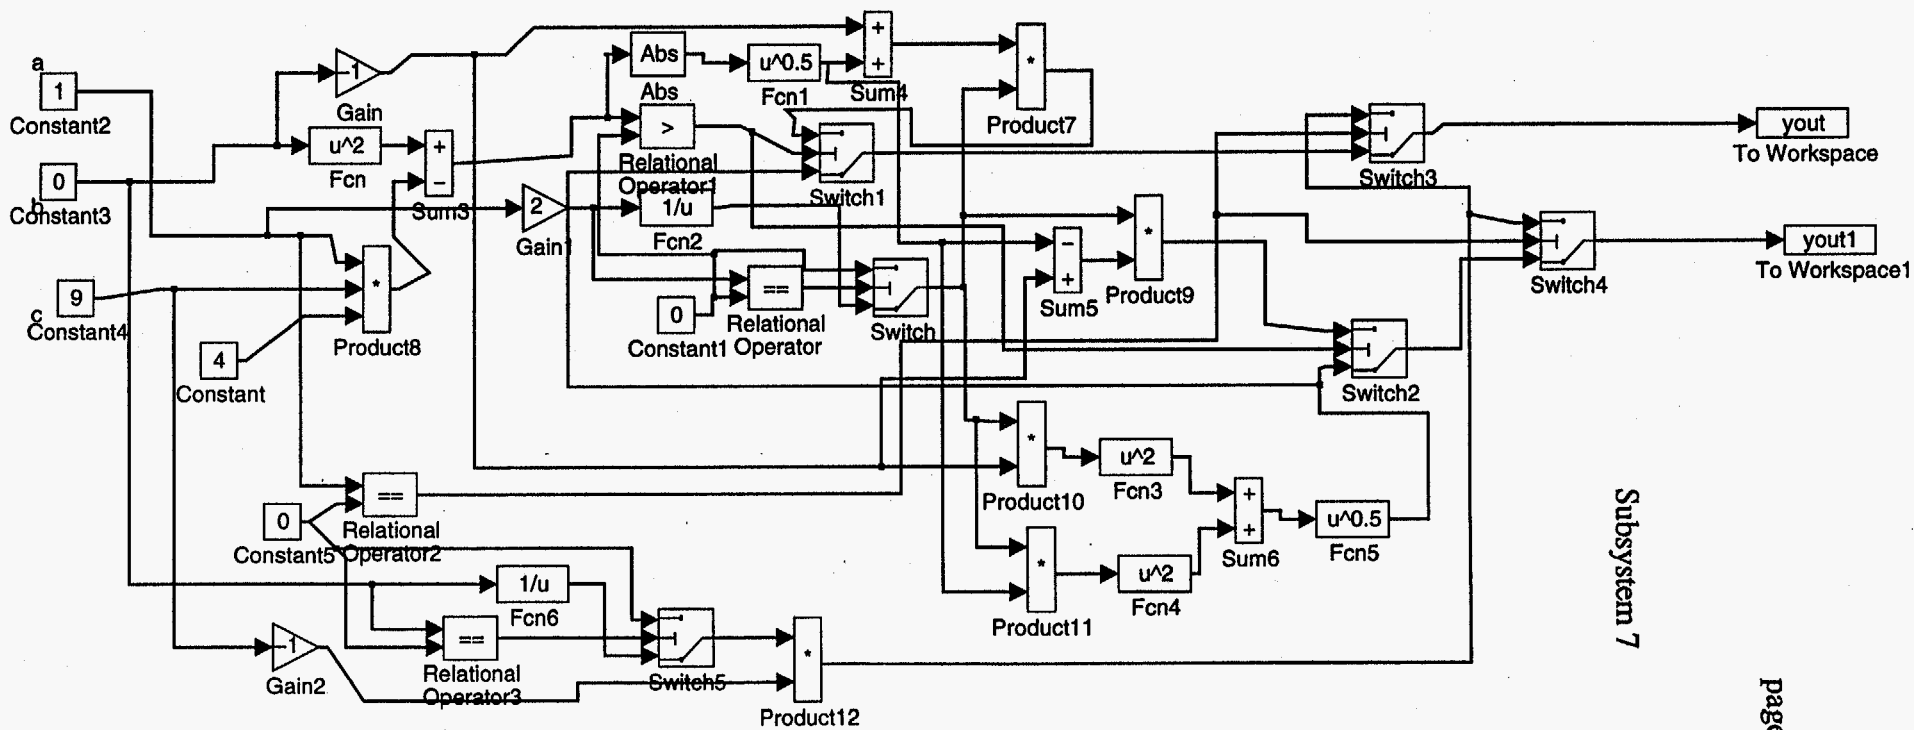 a
1
Constant2
0
b
Constant3
9
c
Constant4
4
Constant
-1
Gain
u^2
Fcn
+
−
Sum3
*
Product8
Abs
Abs
u^0.5
Fcn1
+
+
Sum4
*
Product7
>
Relational
Operator1
Switch1
2
Gain1
1/u
Fcn2
0
Constant1
==
Relational
Operator
Switch
−
+
Sum5
*
Product9
Switch3
yout
To Workspace
Switch4
yout1
To Workspace1
Switch2
0
Constant5
==
Relational
Operator2
*
Product10
u^2
Fcn3
*
Product11
u^2
Fcn4
+
+
Sum6
u^0.5
Fcn5
1/u
Fcn6
==
Relational
Operator3
Switch5
-1
Gain2
*
Product12
Subsystem 7
page